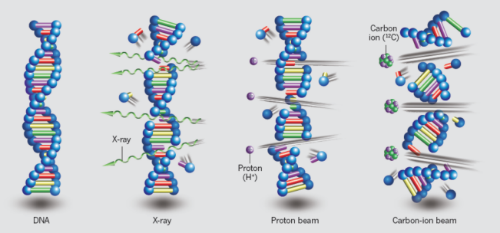 Carbon
ion (¹²C)
X-ray
Proton
(H⁺)
DNA
X-ray
Proton beam
Carbon-ion beam